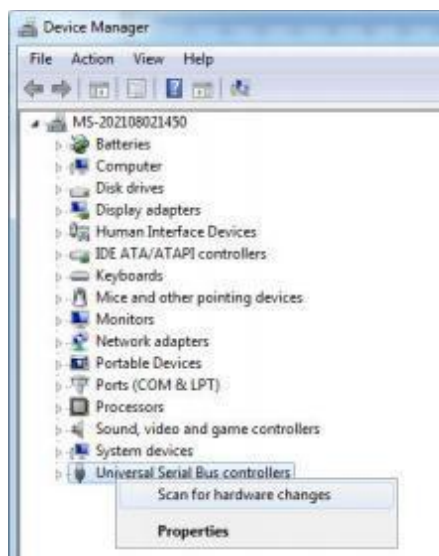 Device Manager
File Action View Help
MS-202108021450
Batteries
Computer
Disk drives
Display adapters
Human Interface Devices
IDE ATA/ATAPI controllers
Keyboards
Mice and other pointing devices
Monitors
Network adapters
Portable Devices
Ports (COM & LPT)
Processors
Sound, video and game controllers
System devices
Universal Serial Bus controllers
Scan for hardware changes
Properties